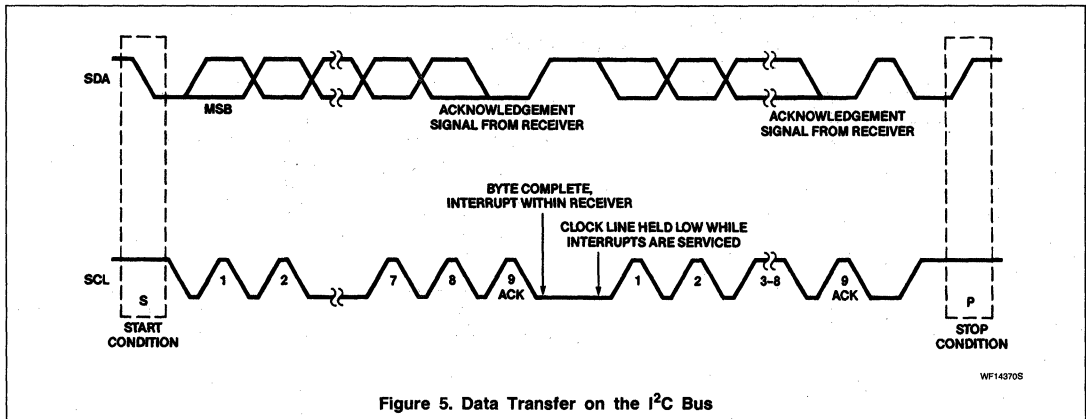 SDA
MSB
ACKNOWLEDGEMENT
SIGNAL FROM RECEIVER
ACKNOWLEDGEMENT
SIGNAL FROM RECEIVER
BYTE COMPLETE,
INTERRUPT WITHIN RECEIVER
CLOCK LINE HELD LOW WHILE
INTERRUPTS ARE SERVICED
SCL
1 2 7 8 9 1 2 3–8 9
ACK ACK
S P
START
CONDITION
STOP
CONDITION
WF14370S
Figure 5. Data Transfer on the I²C Bus